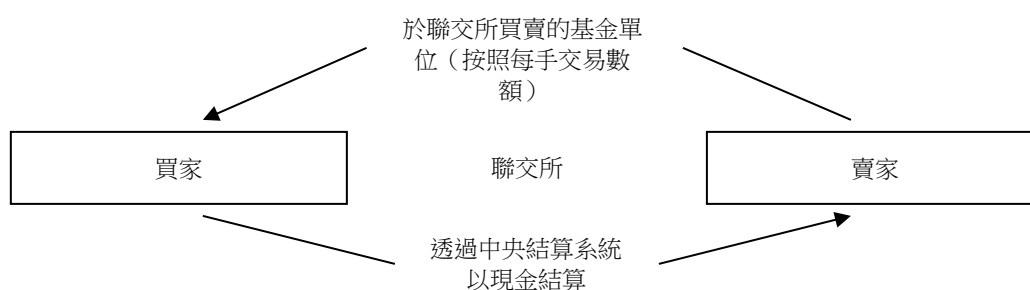 於聯交所買賣的基金單
位（按照每手交易數
額）
買家
聯交所
賣家
透過中央結算系統
以現金結算